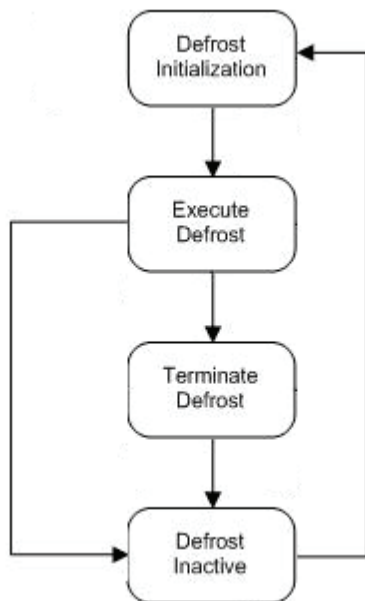 Defrost
Initialization
Execute
Defrost
Terminate
Defrost
Defrost
Inactive